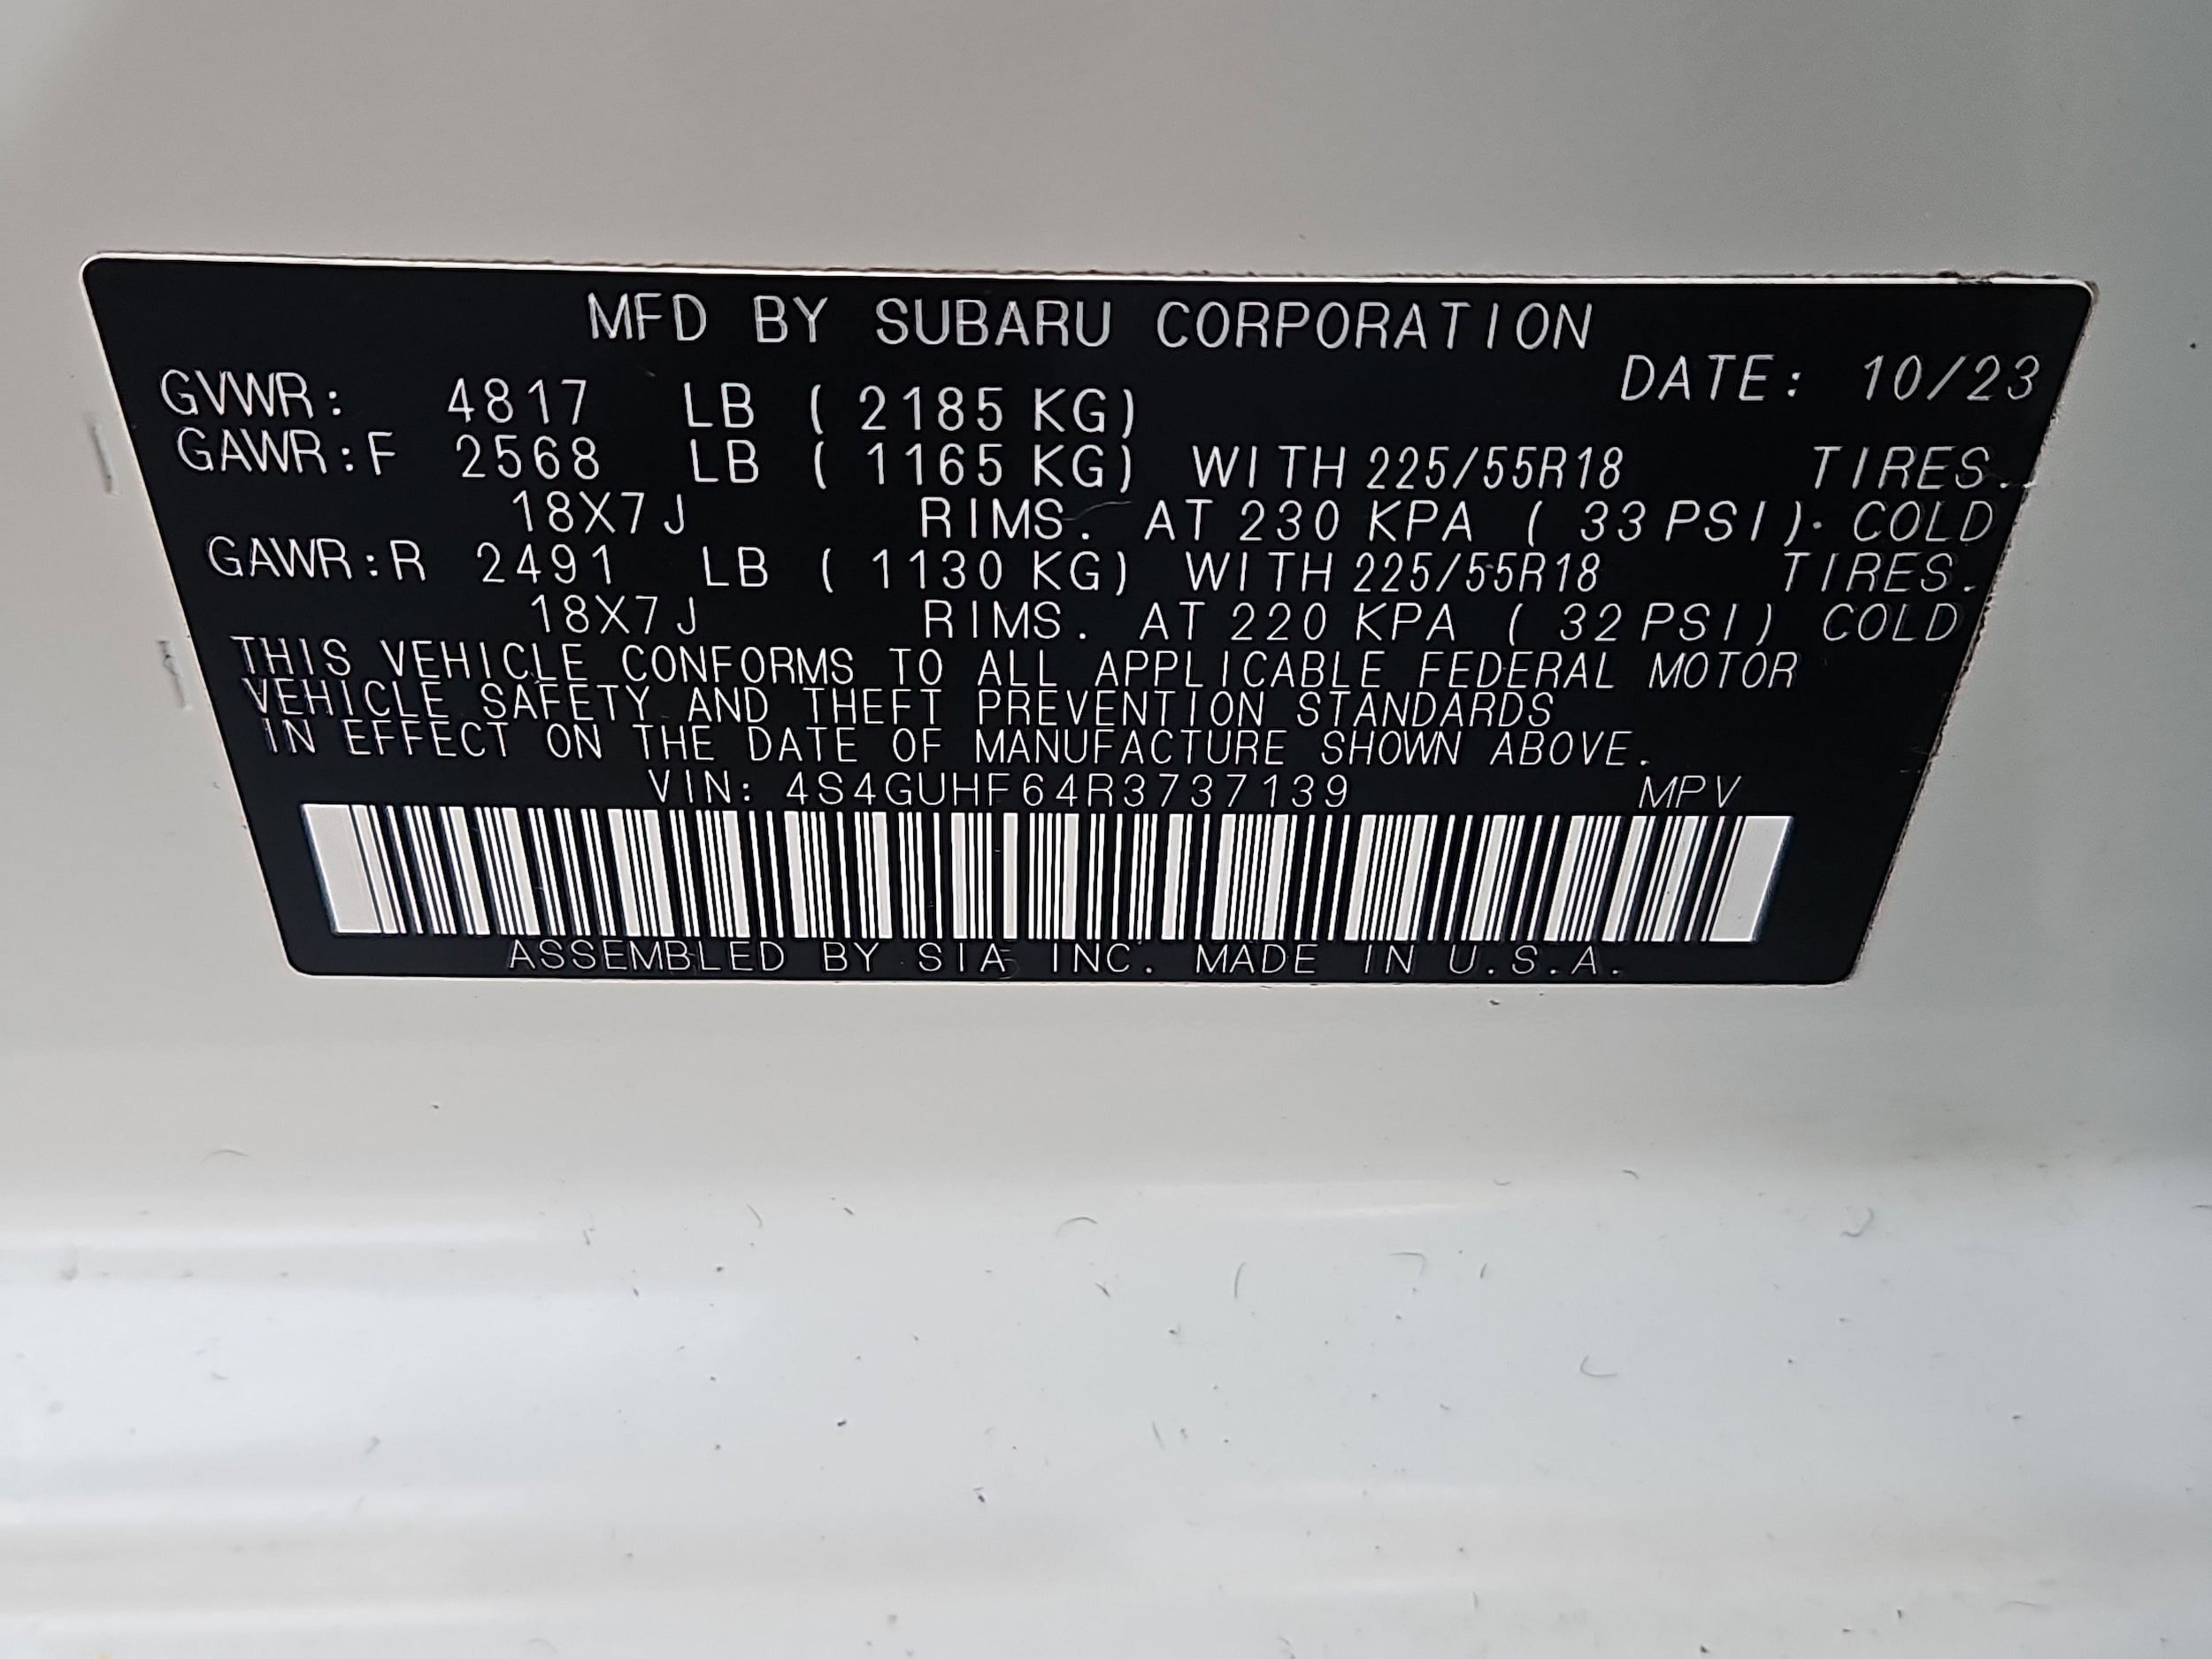 MFD BY SUBARU CORPORATION
DATE: 10/23
GVWR: 4817 LB ( 2185 KG)
GAWR:F 2568 LB ( 1165 KG) WITH 225/55R18 TIRES.
18X7J RIMS. AT 230 KPA ( 33 PSI). COLD
GAWR:R 2491 LB ( 1130 KG) WITH 225/55R18 TIRES.
18X7J RIMS. AT 220 KPA ( 32 PSI) COLD
THIS VEHICLE CONFORMS TO ALL APPLICABLE FEDERAL MOTOR
VEHICLE SAFETY AND THEFT PREVENTION STANDARDS
IN EFFECT ON THE DATE OF MANUFACTURE SHOWN ABOVE.
VIN: 4S4GUHF64R3737139 MPV
ASSEMBLED BY SIA INC. MADE IN U.S.A.